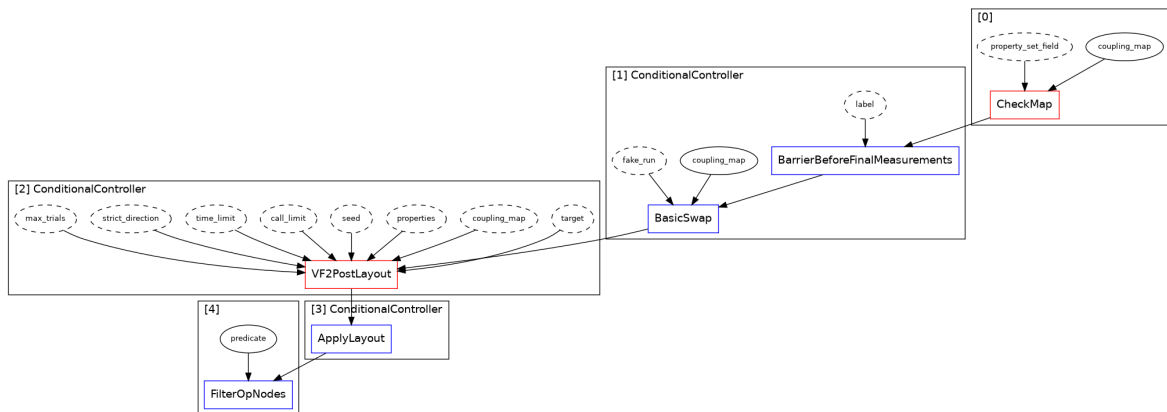 [0]
property_set_field
coupling_map
CheckMap
[1] ConditionalController
label
BarrierBeforeFinalMeasurements
fake_run
coupling_map
BasicSwap
[2] ConditionalController
max_trials
strict_direction
time_limit
call_limit
seed
properties
coupling_map
target
VF2PostLayout
[3] ConditionalController
ApplyLayout
[4]
predicate
FilterOpNodes